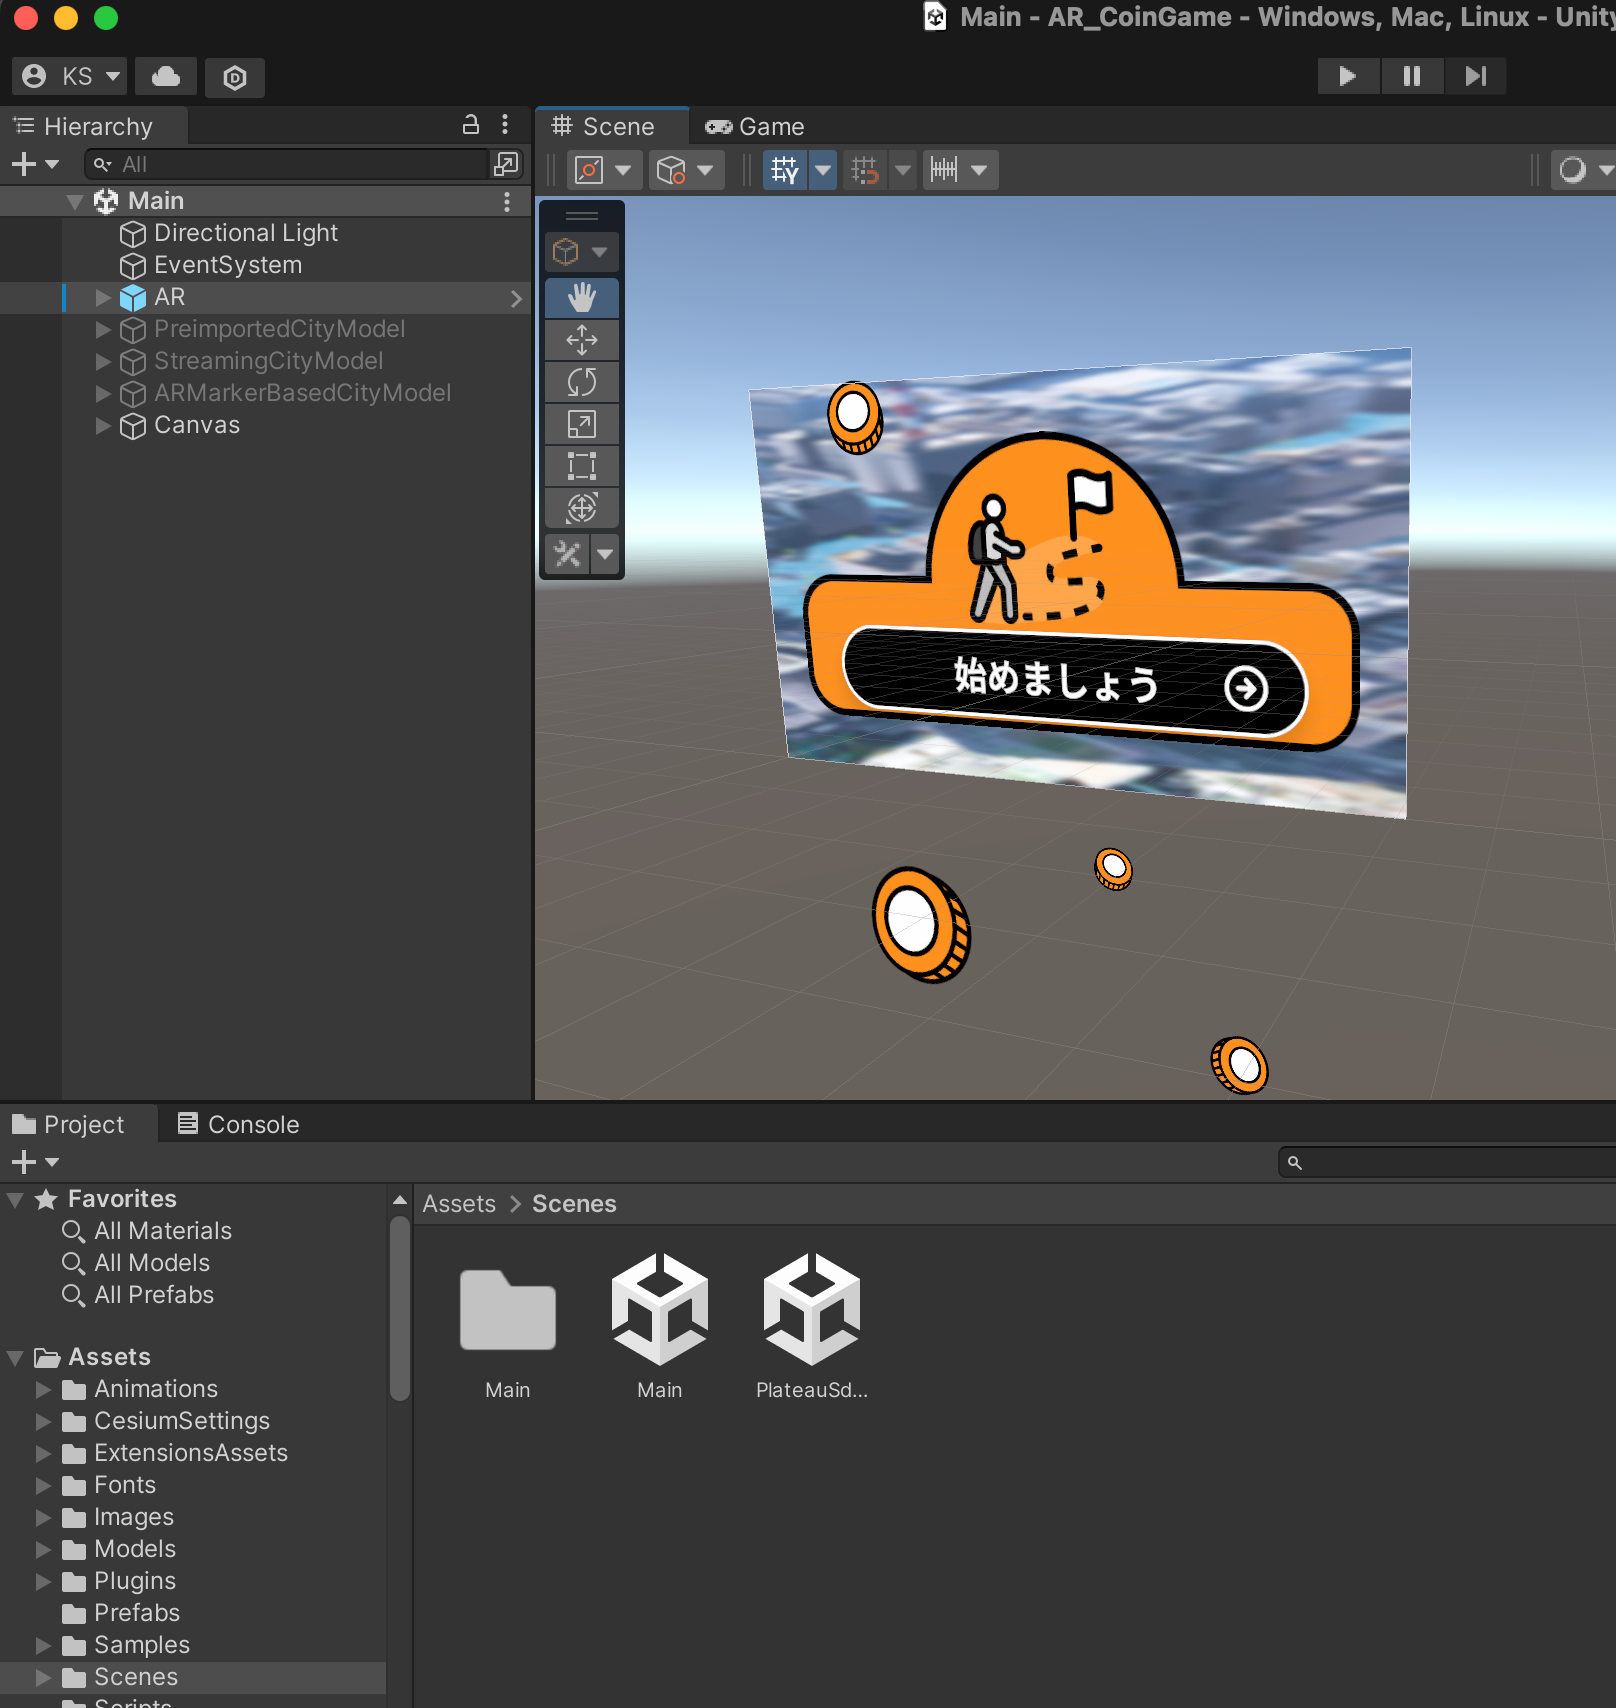 Main - AR_CoinGame - Windows, Mac, Linux - Unity
KS
Hierarchy
All
Main
Directional Light
EventSystem
AR
PreimportedCityModel
StreamingCityModel
ARMarkerBasedCityModel
Canvas
Scene
Game
始めましょう
Project
Console
Favorites
All Materials
All Models
All Prefabs
Assets
Animations
CesiumSettings
ExtensionsAssets
Fonts
Images
Models
Plugins
Prefabs
Samples
Scenes
Scripts
Assets > Scenes
Main
Main
PlateauSd...